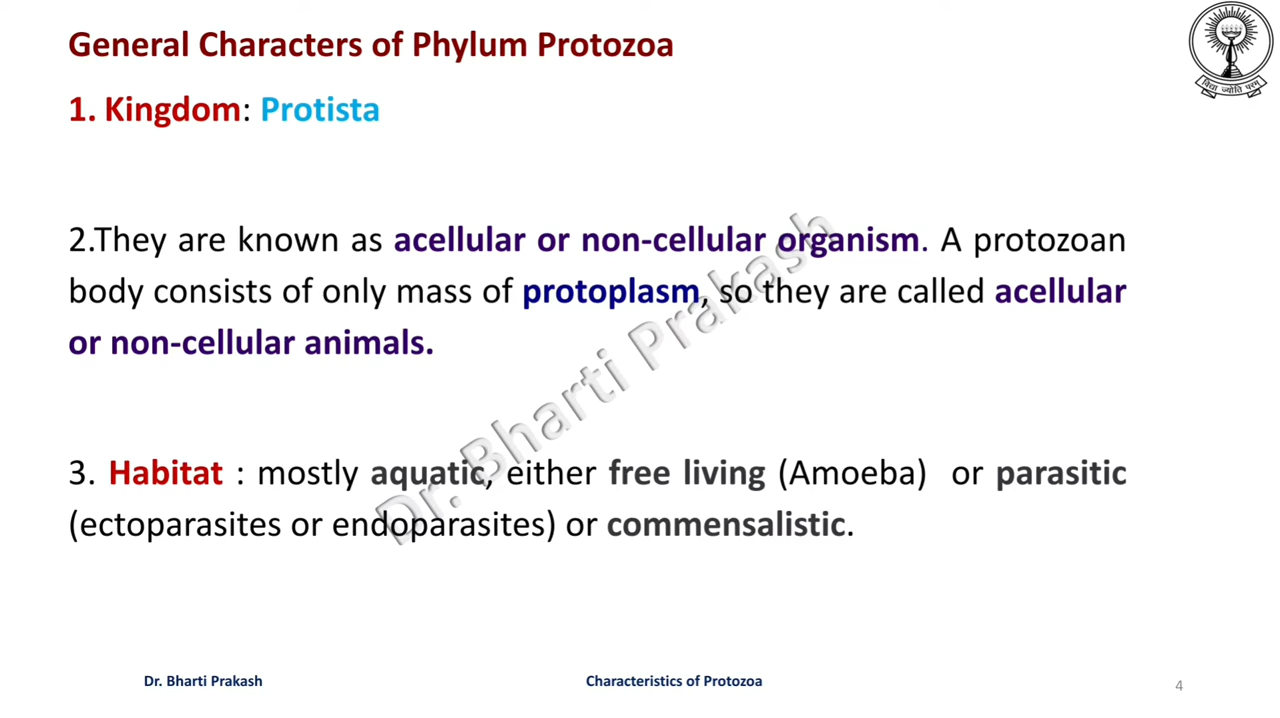 General Characters of Phylum Protozoa
1. Kingdom: Protista
2.They are known as acellular or non-cellular organism. A protozoan
body consists of only mass of protoplasm, so they are called acellular
or non-cellular animals.
3. Habitat : mostly aquatic, either free living (Amoeba) or parasitic
(ectoparasites or endoparasites) or commensalistic.
Dr. Bharti Prakash
Dr. Bharti Prakash
Characteristics of Protozoa
4
विद्या ज्योति परम